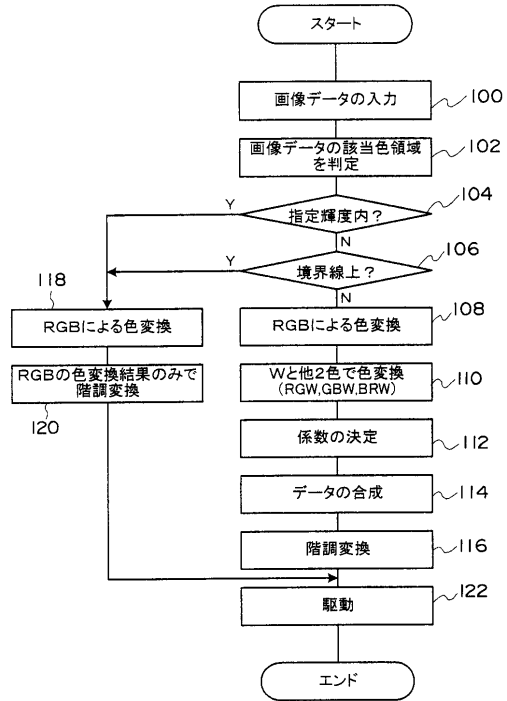 スタート
画像データの入力
100
画像データの該当色領域
を判定
102
指定輝度内?
104
Y
N
境界線上?
106
Y
N
118
RGBによる色変換
RGBの色変換結果のみで
階調変換
120
RGBによる色変換
108
Wと他2色で色変換
(RGW,GBW,BRW)
110
係数の決定
112
データの合成
114
階調変換
116
駆動
122
エンド